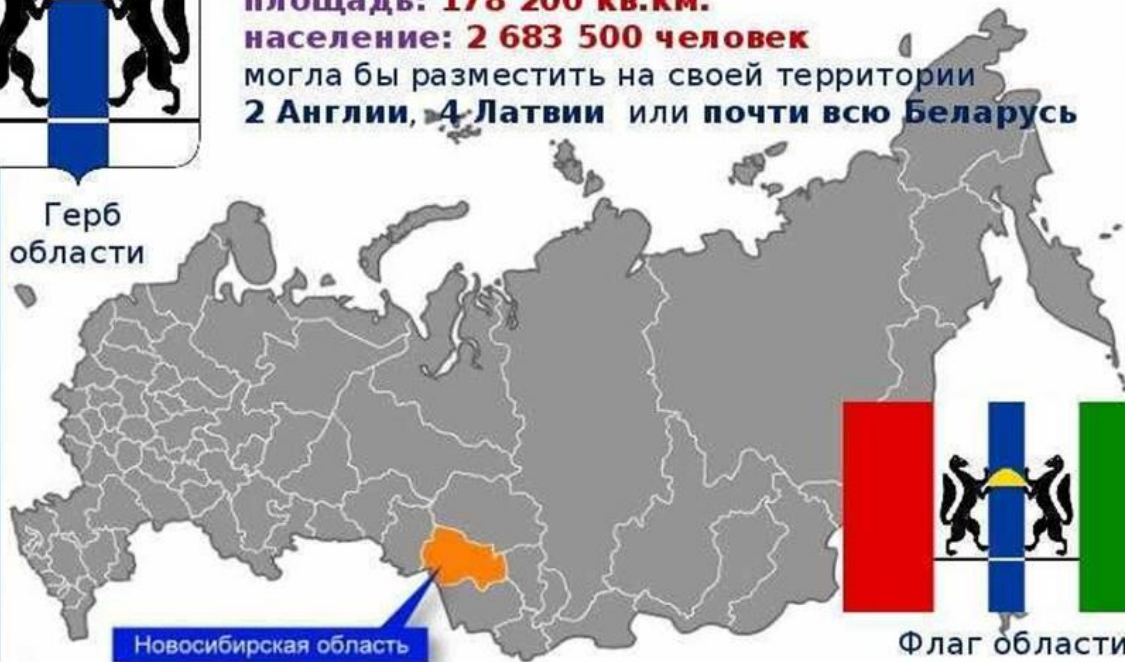 площадь: 178 200 кв.км.
население: 2 683 500 человек
могла бы разместить на своей территории
2 Англии, 4 Латвии или почти всю Беларусь
Герб
области
Новосибирская область
Флаг области